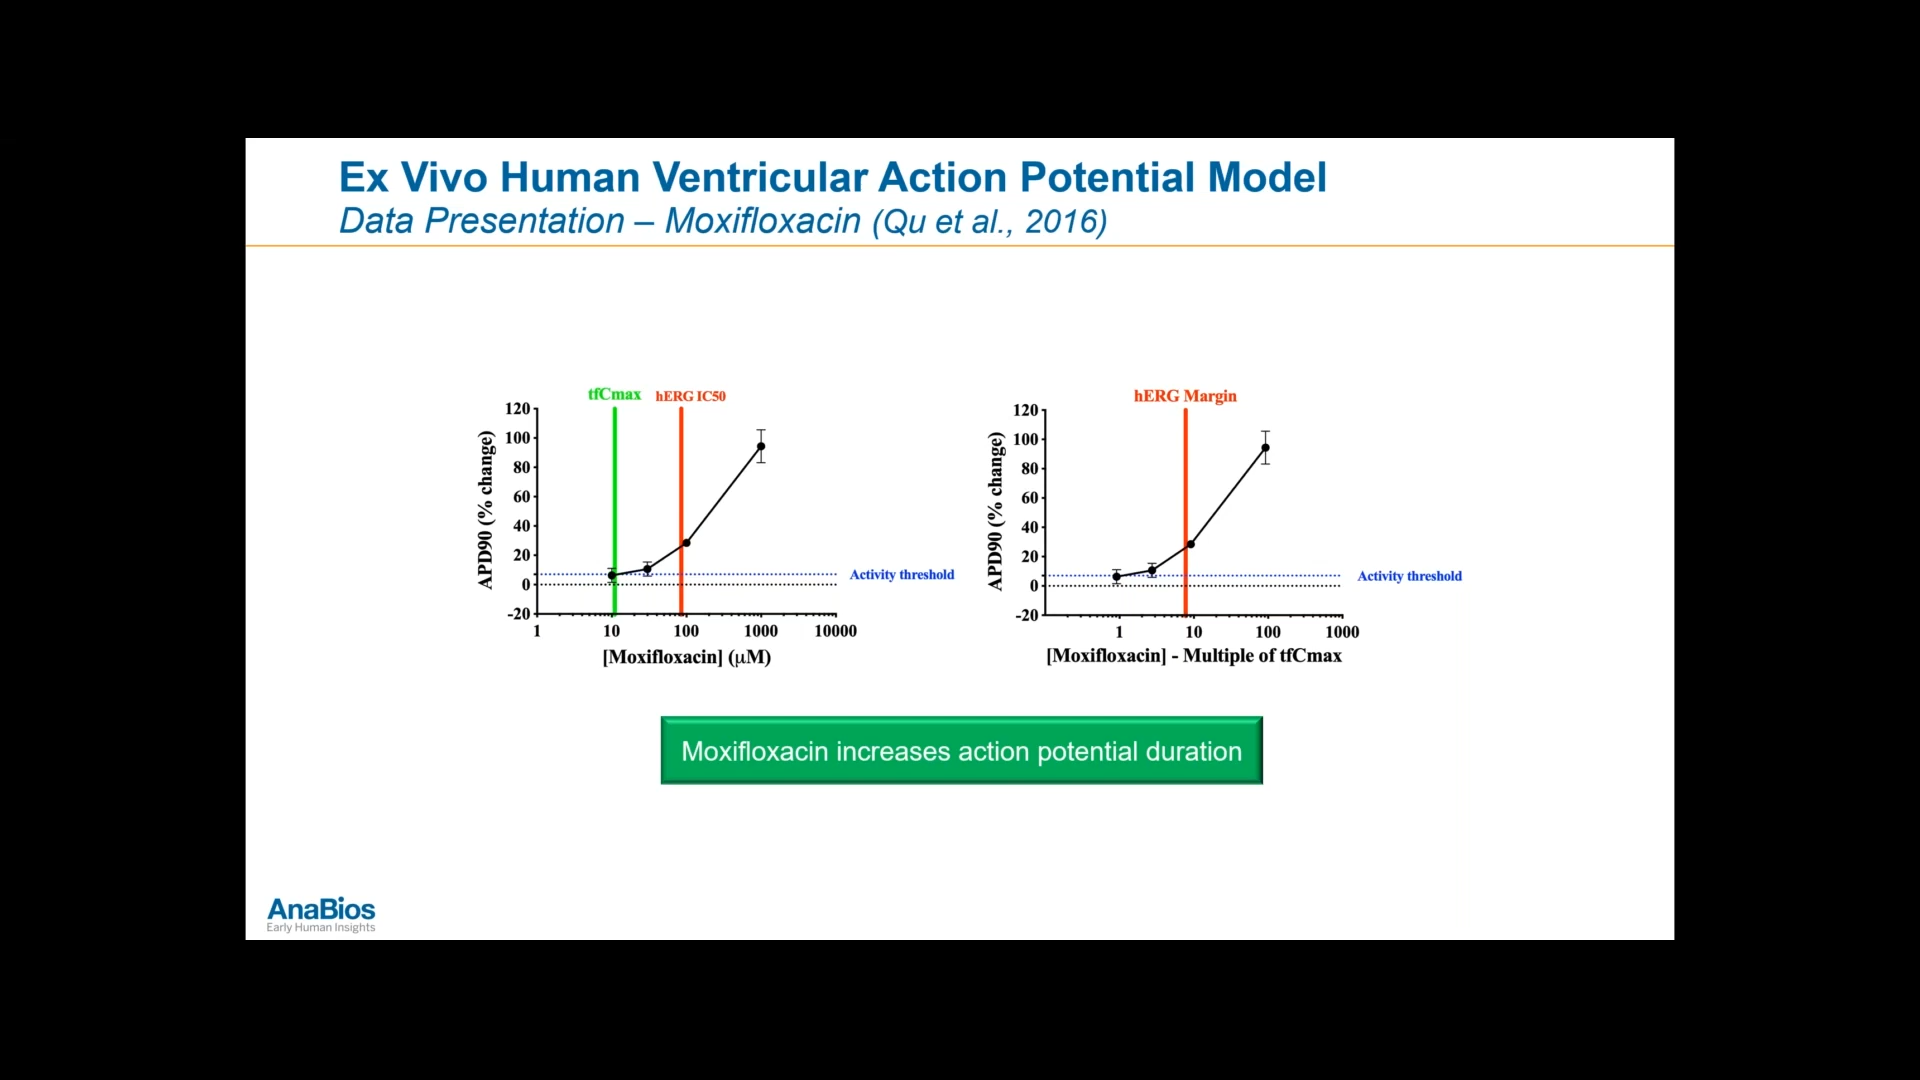 Ex Vivo Human Ventricular Action Potential Model
Data Presentation – Moxifloxacin (Qu et al., 2016)
tfCmax
hERG IC50
120
100
80
60
40
20
0
-20
APD90 (% change)
Activity threshold
1
10
100
1000
10000
[Moxifloxacin] (μM)
hERG Margin
120
100
80
60
40
20
0
-20
APD90 (% change)
Activity threshold
1
10
100
1000
[Moxifloxacin] - Multiple of tfCmax
Moxifloxacin increases action potential duration
AnaBios
Early Human Insights